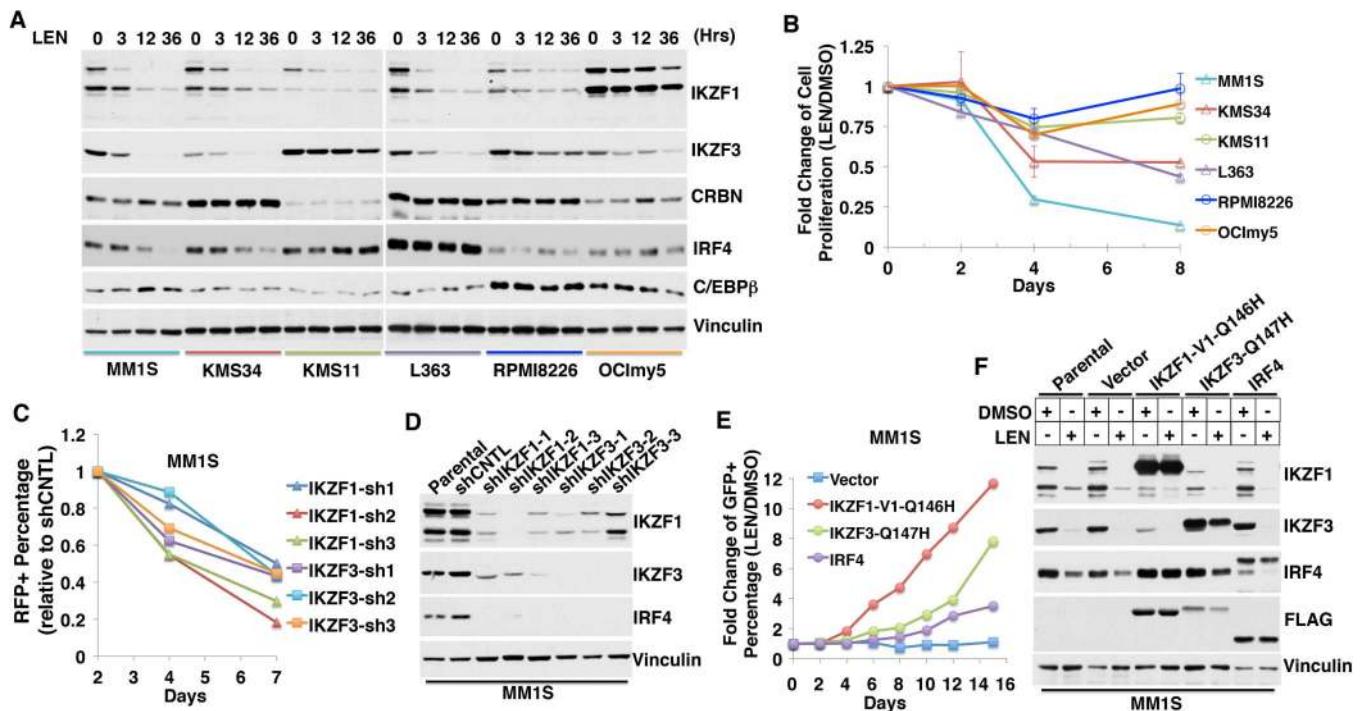 A
LEN 0 3 12 36 0 3 12 36 0 3 12 36 0 3 12 36 0 3 12 36 0 3 12 36 (Hrs)
IKZF1
IKZF3
CRBN
IRF4
C/EBPβ
Vinculin
MM1S KMS34 KMS11 L363 RPMI8226 OCImy5
B
Fold Change of Cell
Proliferation (LEN/DMSO)
1.25
1
0.75
0.5
0.25
0
0 2 4 6 8
Days
MM1S
KMS34
KMS11
L363
RPMI8226
OCImy5
C
MM1S
RFP+ Percentage
(relative to shCNTL)
1.2
1
0.8
0.6
0.4
0.2
0
2 3 4 5 6 7
Days
IKZF1-sh1
IKZF1-sh2
IKZF1-sh3
IKZF3-sh1
IKZF3-sh2
IKZF3-sh3
D
Parental
shCNTL
shIKZF1-1
shIKZF1-2
shIKZF1-3
shIKZF3-1
shIKZF3-2
shIKZF3-3
IKZF1
IKZF3
IRF4
Vinculin
MM1S
E
MM1S
Fold Change of GFP+
Percentage (LEN/DMSO)
14
12
10
8
6
4
2
0
0 2 4 6 8 10 12 14 16
Days
Vector
IKZF1-V1-Q146H
IKZF3-Q147H
IRF4
F
Parental
Vector
IKZF1-V1-Q146H
IKZF3-Q147H
IRF4
DMSO + - + - + - + - + -
LEN - + - + - + - + - +
IKZF1
IKZF3
IRF4
FLAG
Vinculin
MM1S